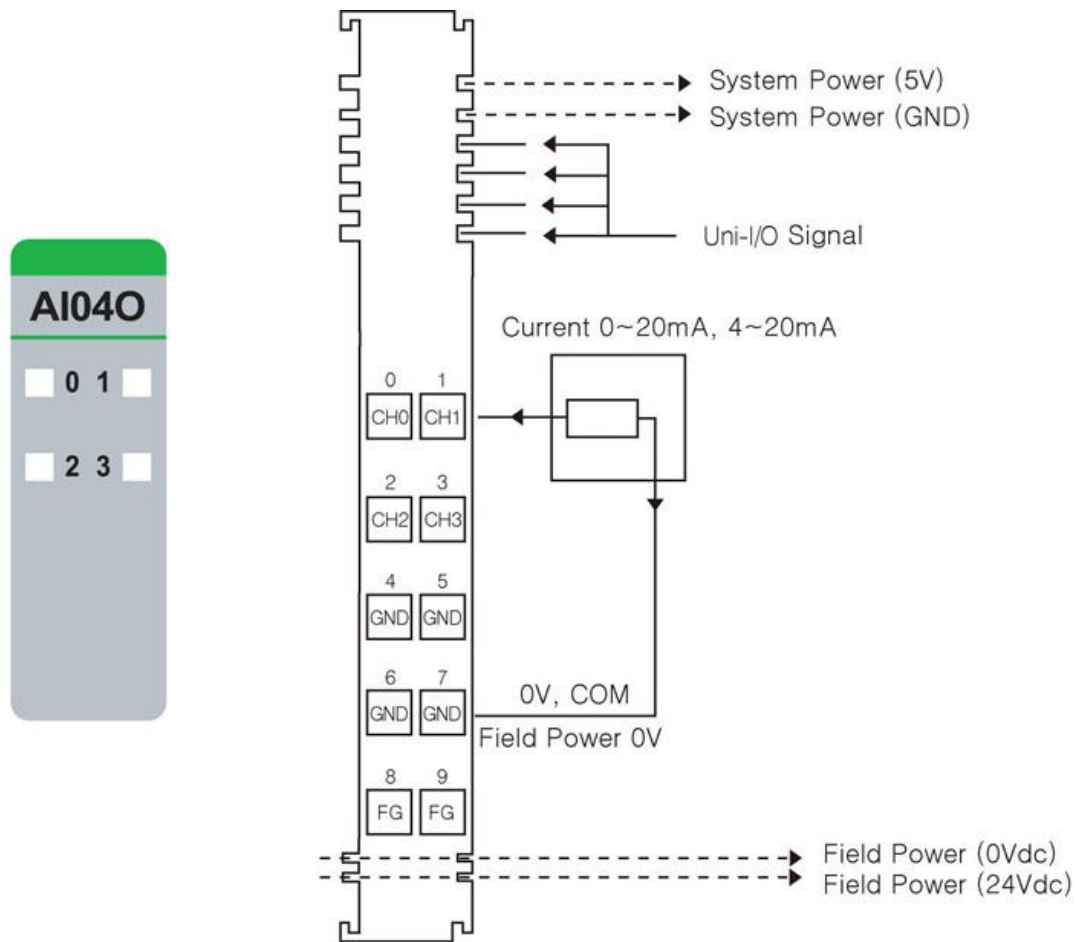 System Power (5V)
System Power (GND)
Uni-I/O Signal
AI04O
0 1
2 3
Current 0~20mA, 4~20mA
0 1
CH0 CH1
2 3
CH2 CH3
4 5
GND GND
6 7
GND GND
0V, COM
Field Power 0V
8 9
FG FG
Field Power (0Vdc)
Field Power (24Vdc)